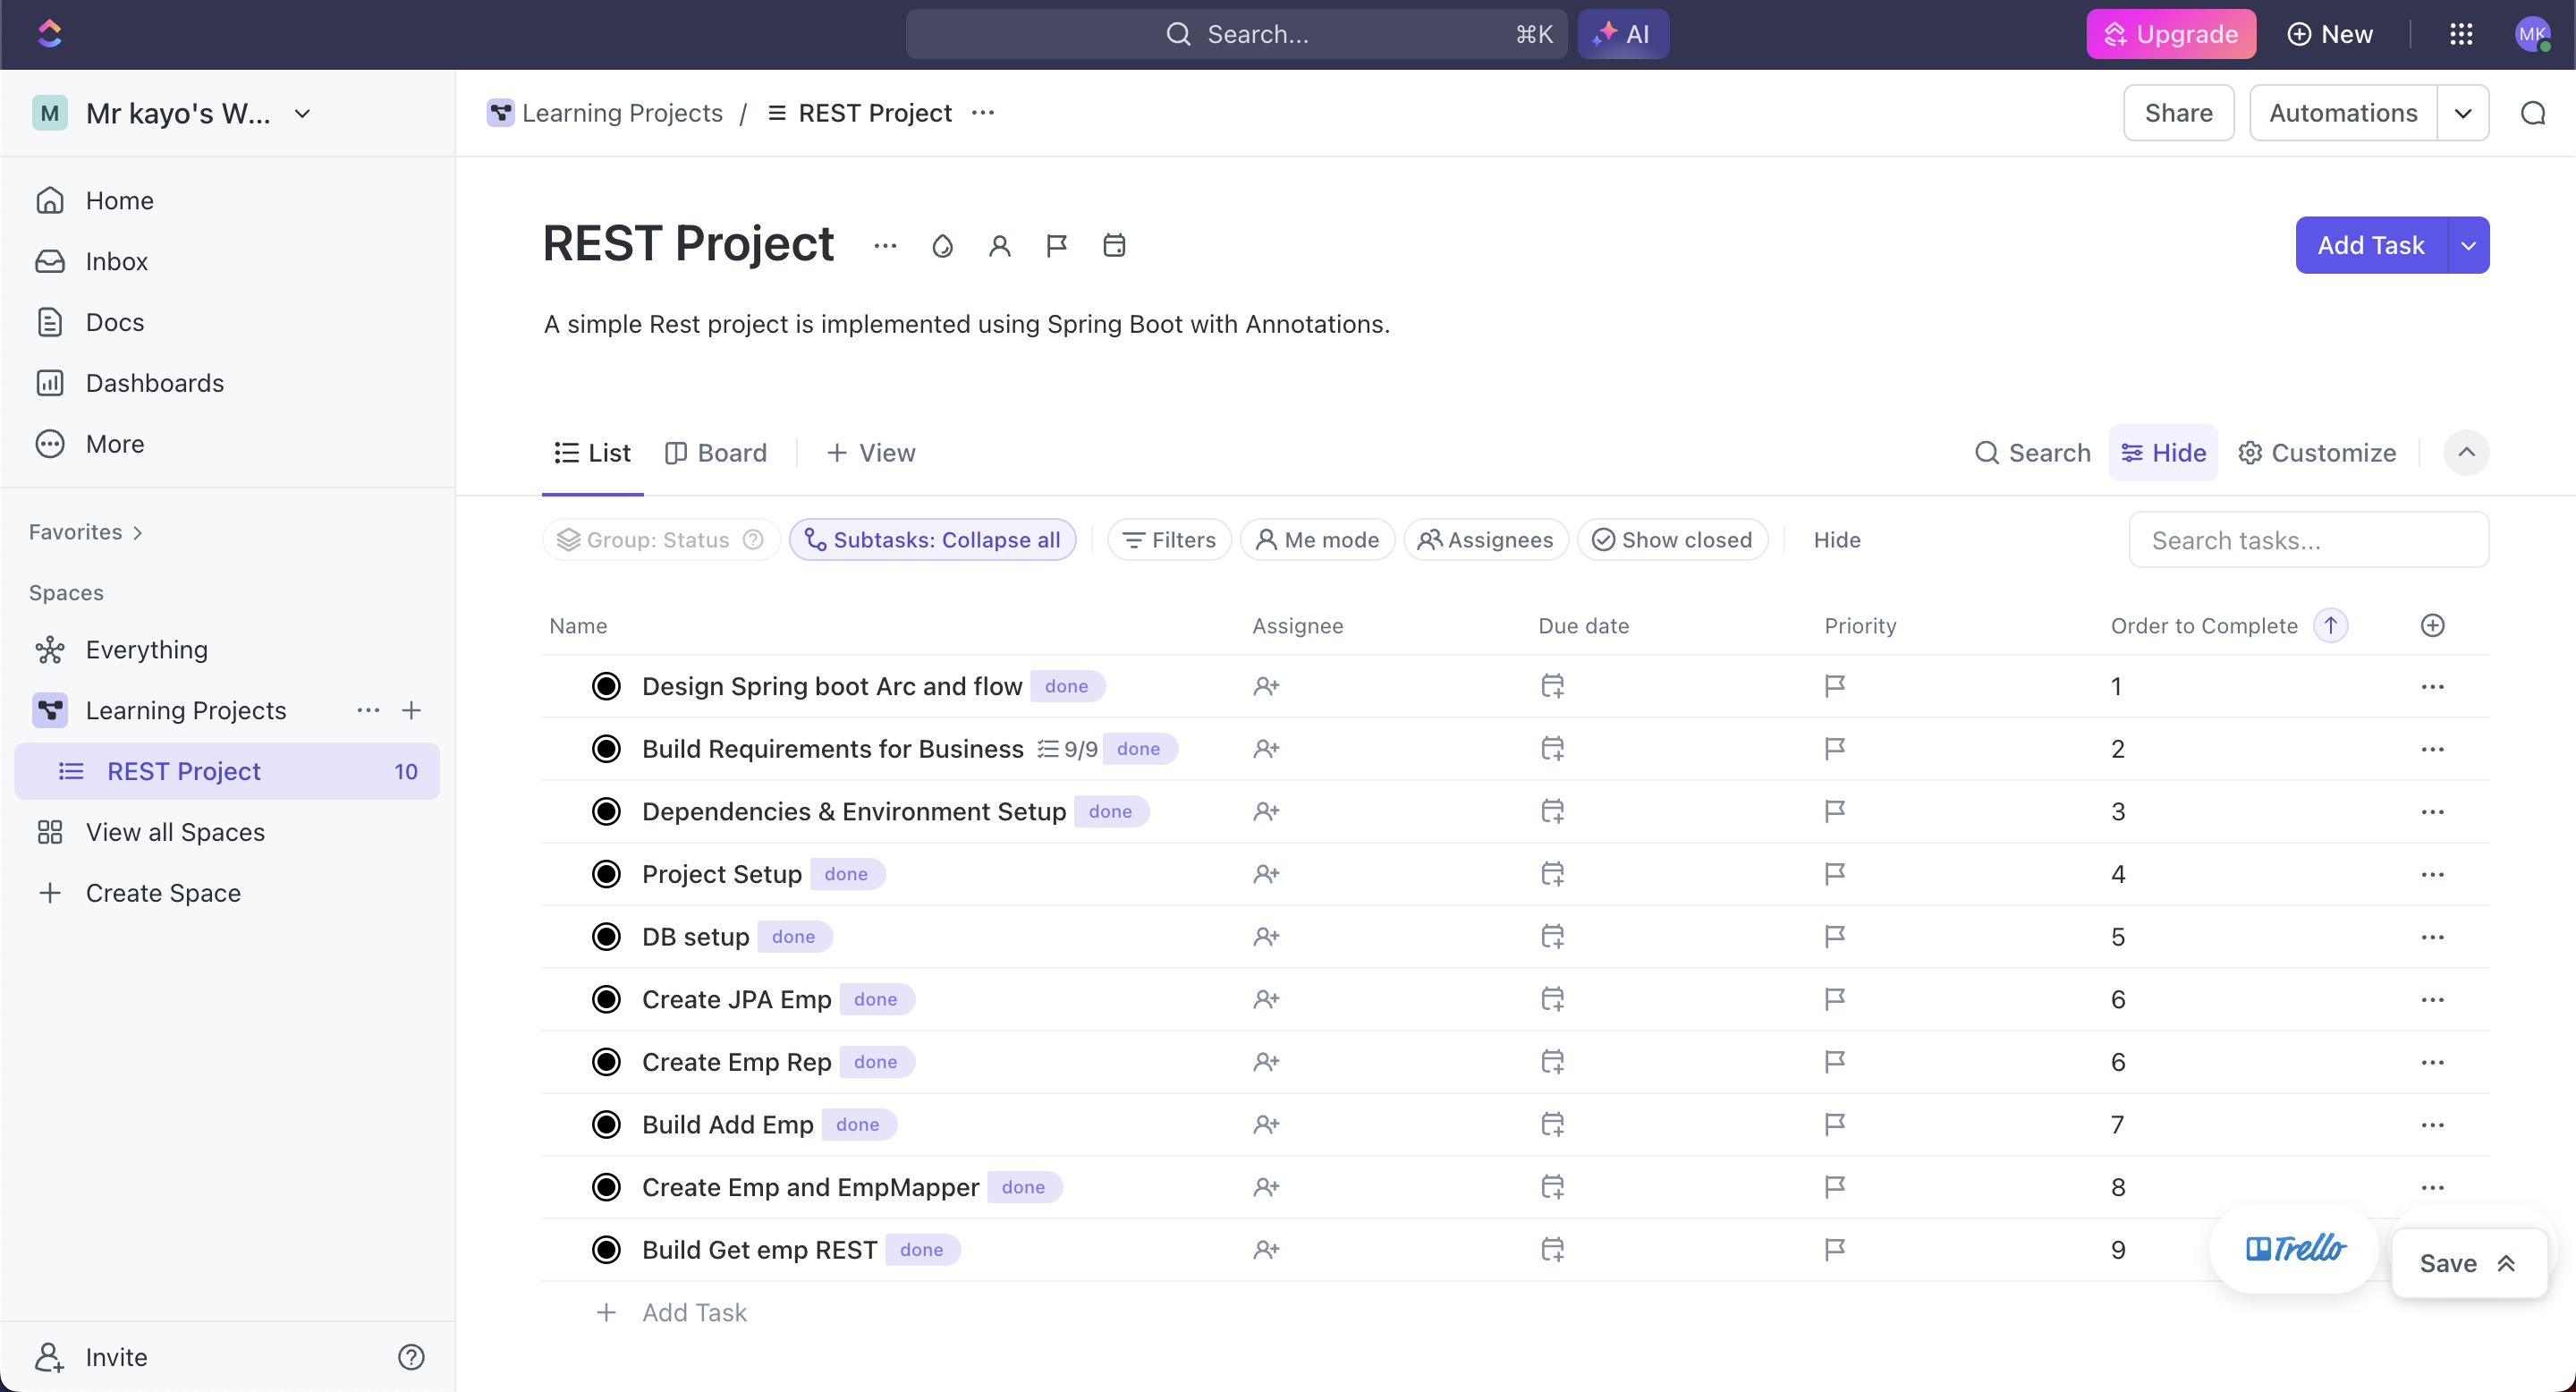 Search... ⌘K AI Upgrade New MK
M Mr kayo's W...
Learning Projects / REST Project ... Share Automations
Home
Inbox
Docs
Dashboards
More
Favorites
Spaces
Everything
Learning Projects
REST Project 10
View all Spaces
Create Space
Invite
REST Project
Add Task
A simple Rest project is implemented using Spring Boot with Annotations.
List Board + View Search Hide Customize
Group: Status Subtasks: Collapse all Filters Me mode Assignees Show closed Hide Search tasks...
Name Assignee Due date Priority Order to Complete
Design Spring boot Arc and flow done 1
Build Requirements for Business 9/9 done 2
Dependencies & Environment Setup done 3
Project Setup done 4
DB setup done 5
Create JPA Emp done 6
Create Emp Rep done 6
Build Add Emp done 7
Create Emp and EmpMapper done 8
Build Get emp REST done 9
Trello Save
+ Add Task